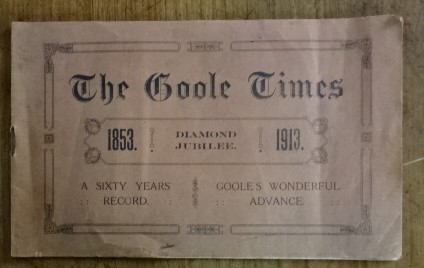 The Goole Times
1853. DIAMOND JUBILEE. 1913.
A SIXTY YEARS RECORD.
GOOLE'S WONDERFUL ADVANCE